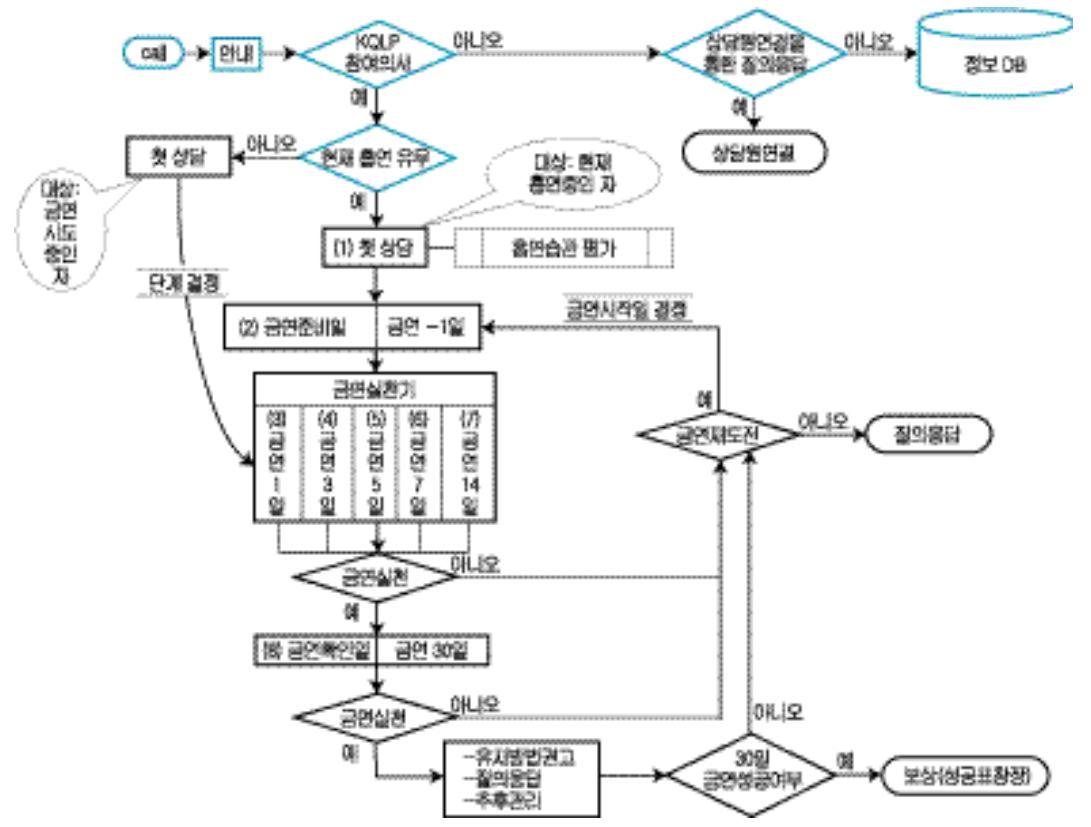 call
안내
KQLP
참여의사
아니오
상담원연결을
통한 질의응답
아니오
정보 DB
예
예
상담원연결
첫 상담
아니오
현재 흡연 유무
대상: 현재
흡연중인 자
대상:
금연
시도
중인
자
예
(1) 첫 상담
흡연습관 평가
단계 결정
금연시작일 결정
(2) 금연준비일
금연 -1일
금연실천기
(3)
금
연
1
일
(4)
금
연
3
일
(5)
금
연
5
일
(6)
금
연
7
일
(7)
금
연
14
일
예
금연재도전
아니오
질의응답
금연실천
아니오
예
(8) 금연확인일
금연 30일
금연실천
아니오
아니오
예
-유지방법권고
-질의응답
-추후관리
30일
금연성공여부
예
보상(성공표창장)